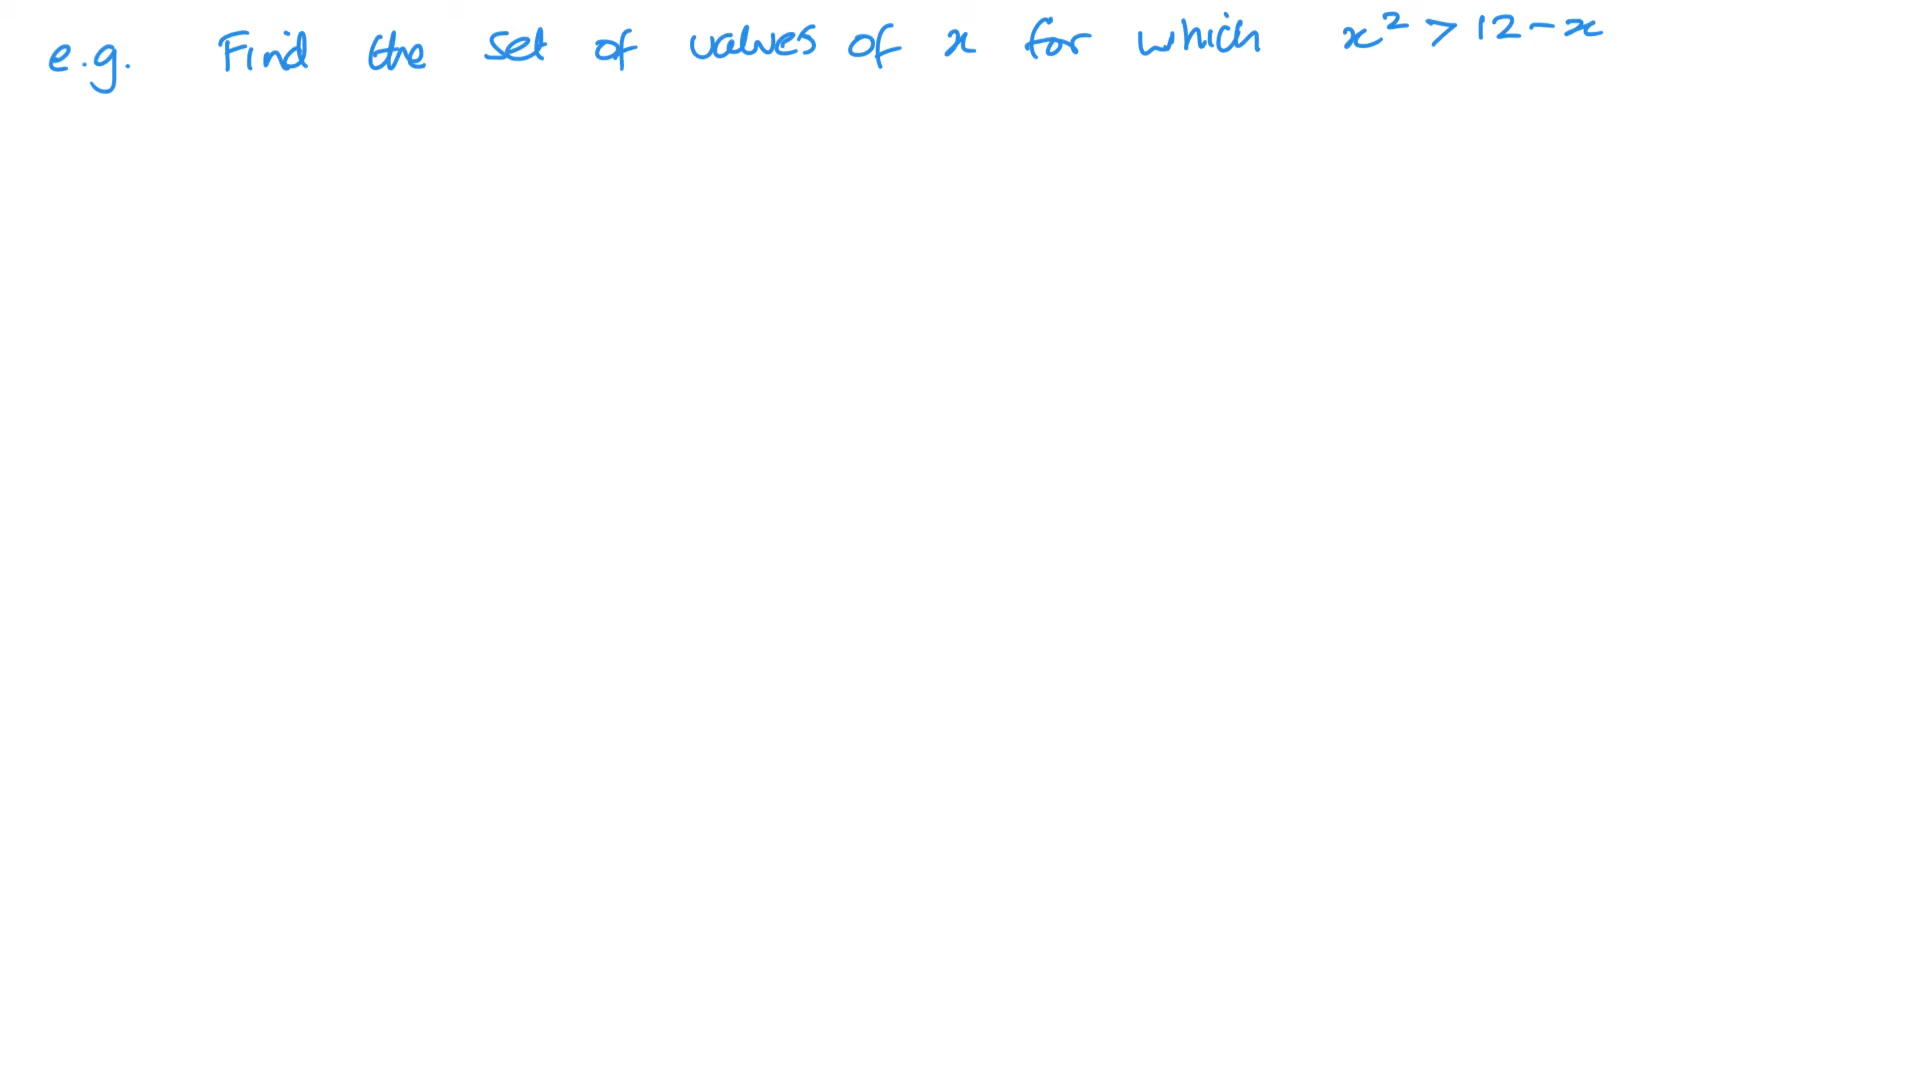 e.g. Find the set of values of x for which x² > 12 - x